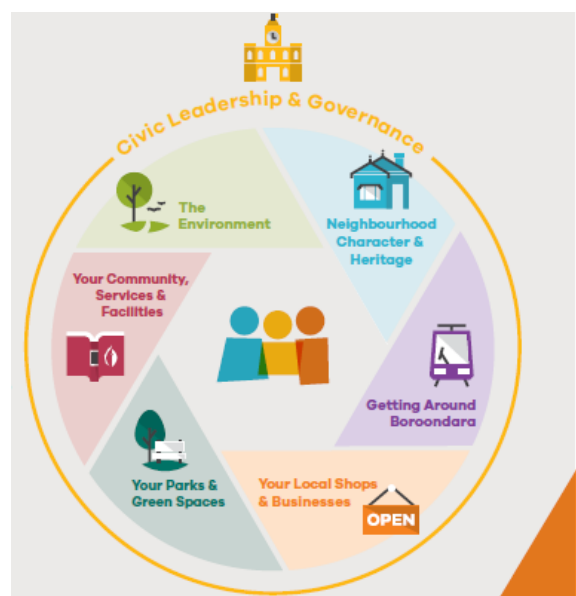 Civic Leadership & Governance
The
Environment
Neighbourhood
Character &
Heritage
Your Community,
Services &
Facilities
Getting Around
Boroondara
Your Parks &
Green Spaces
Your Local Shops
& Businesses
OPEN